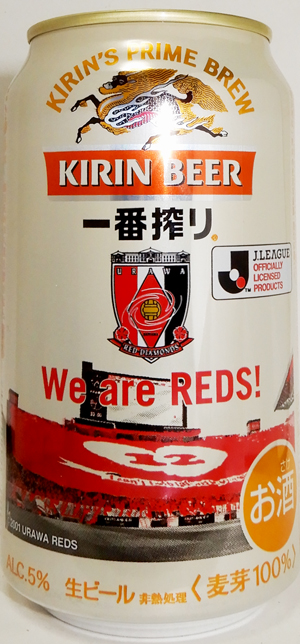 KIRIN'S PRIME BREW
KIRIN BEER
一番搾り
J.LEAGUE
OFFICIALLY
LICENSED
PRODUCTS
URAWA
RED DIAMONDS
We are REDS!
12
2001 URAWA REDS
お酒
ALC.5% 生ビール 非熱処理 〈麦芽100%〉